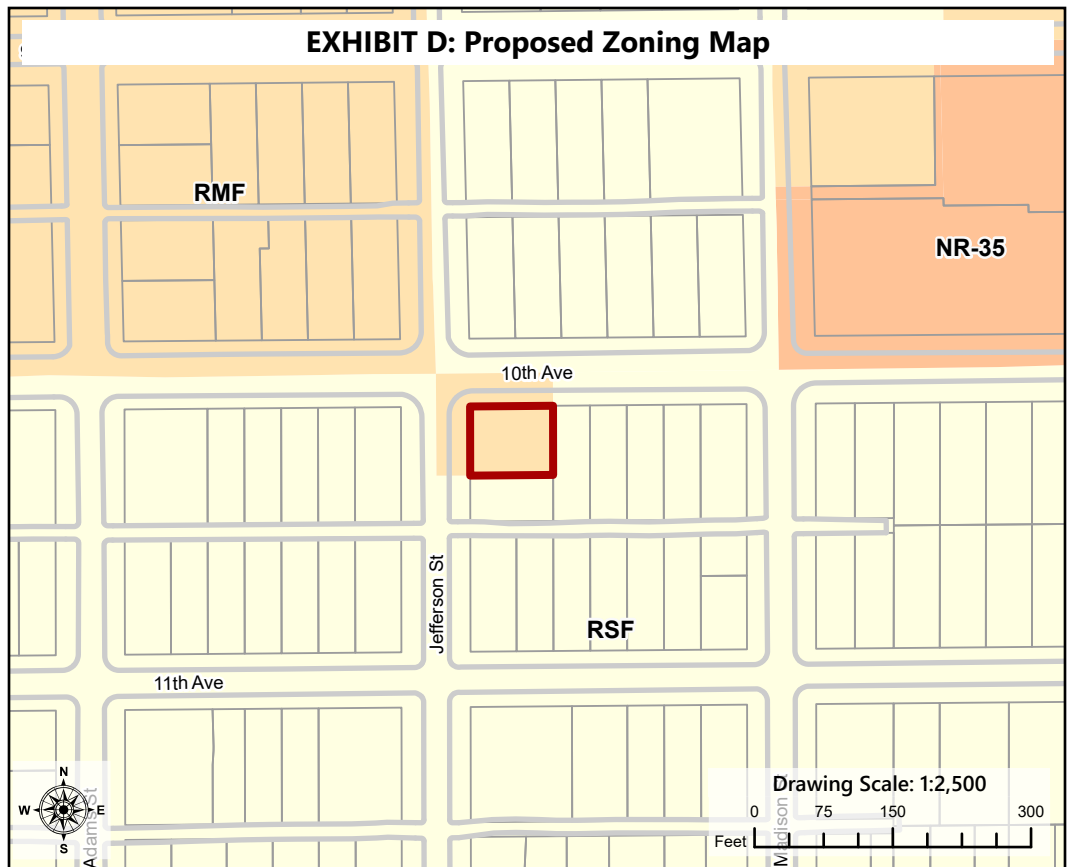 EXHIBIT D: Proposed Zoning Map
RMF
NR-35
10th Ave
Jefferson St
RSF
11th Ave
N
W E
S
Adams St
Madison
Drawing Scale: 1:2,500
0 75 150 300
Feet